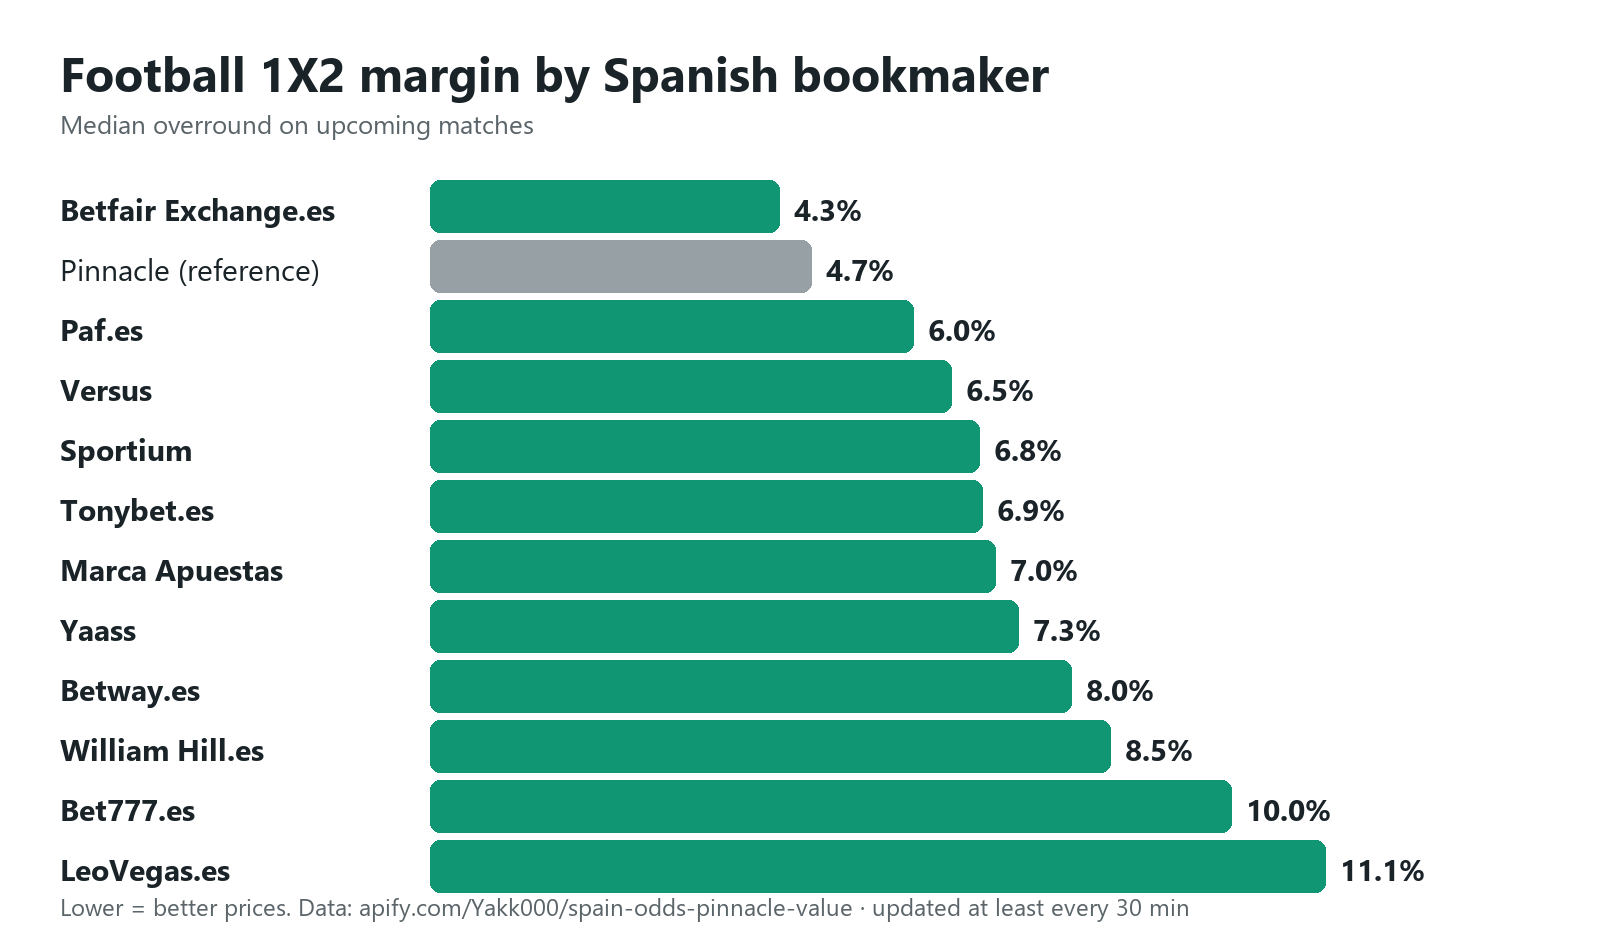 Football 1X2 margin by Spanish bookmaker
Median overround on upcoming matches
Betfair Exchange.es 4.3%
Pinnacle (reference) 4.7%
Paf.es 6.0%
Versus 6.5%
Sportium 6.8%
Tonybet.es 6.9%
Marca Apuestas 7.0%
Yaass 7.3%
Betway.es 8.0%
William Hill.es 8.5%
Bet777.es 10.0%
LeoVegas.es 11.1%
Lower = better prices. Data: apify.com/Yakk000/spain-odds-pinnacle-value · updated at least every 30 min